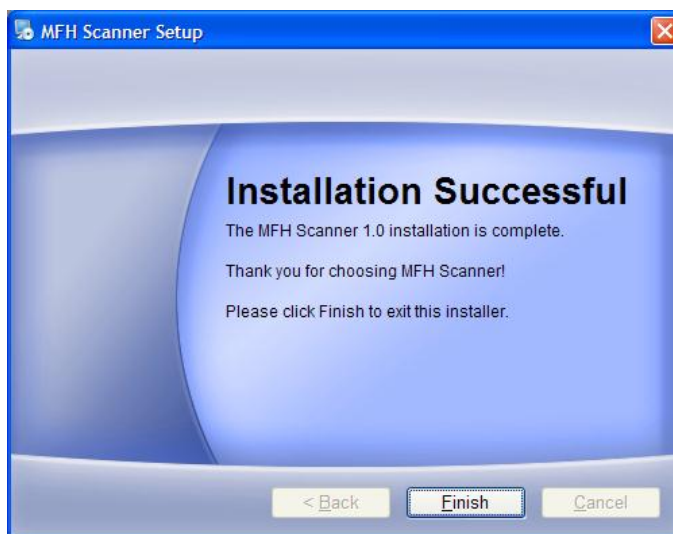 MFH Scanner Setup
Installation Successful
The MFH Scanner 1.0 installation is complete.
Thank you for choosing MFH Scanner!
Please click Finish to exit this installer.
< Back Finish Cancel